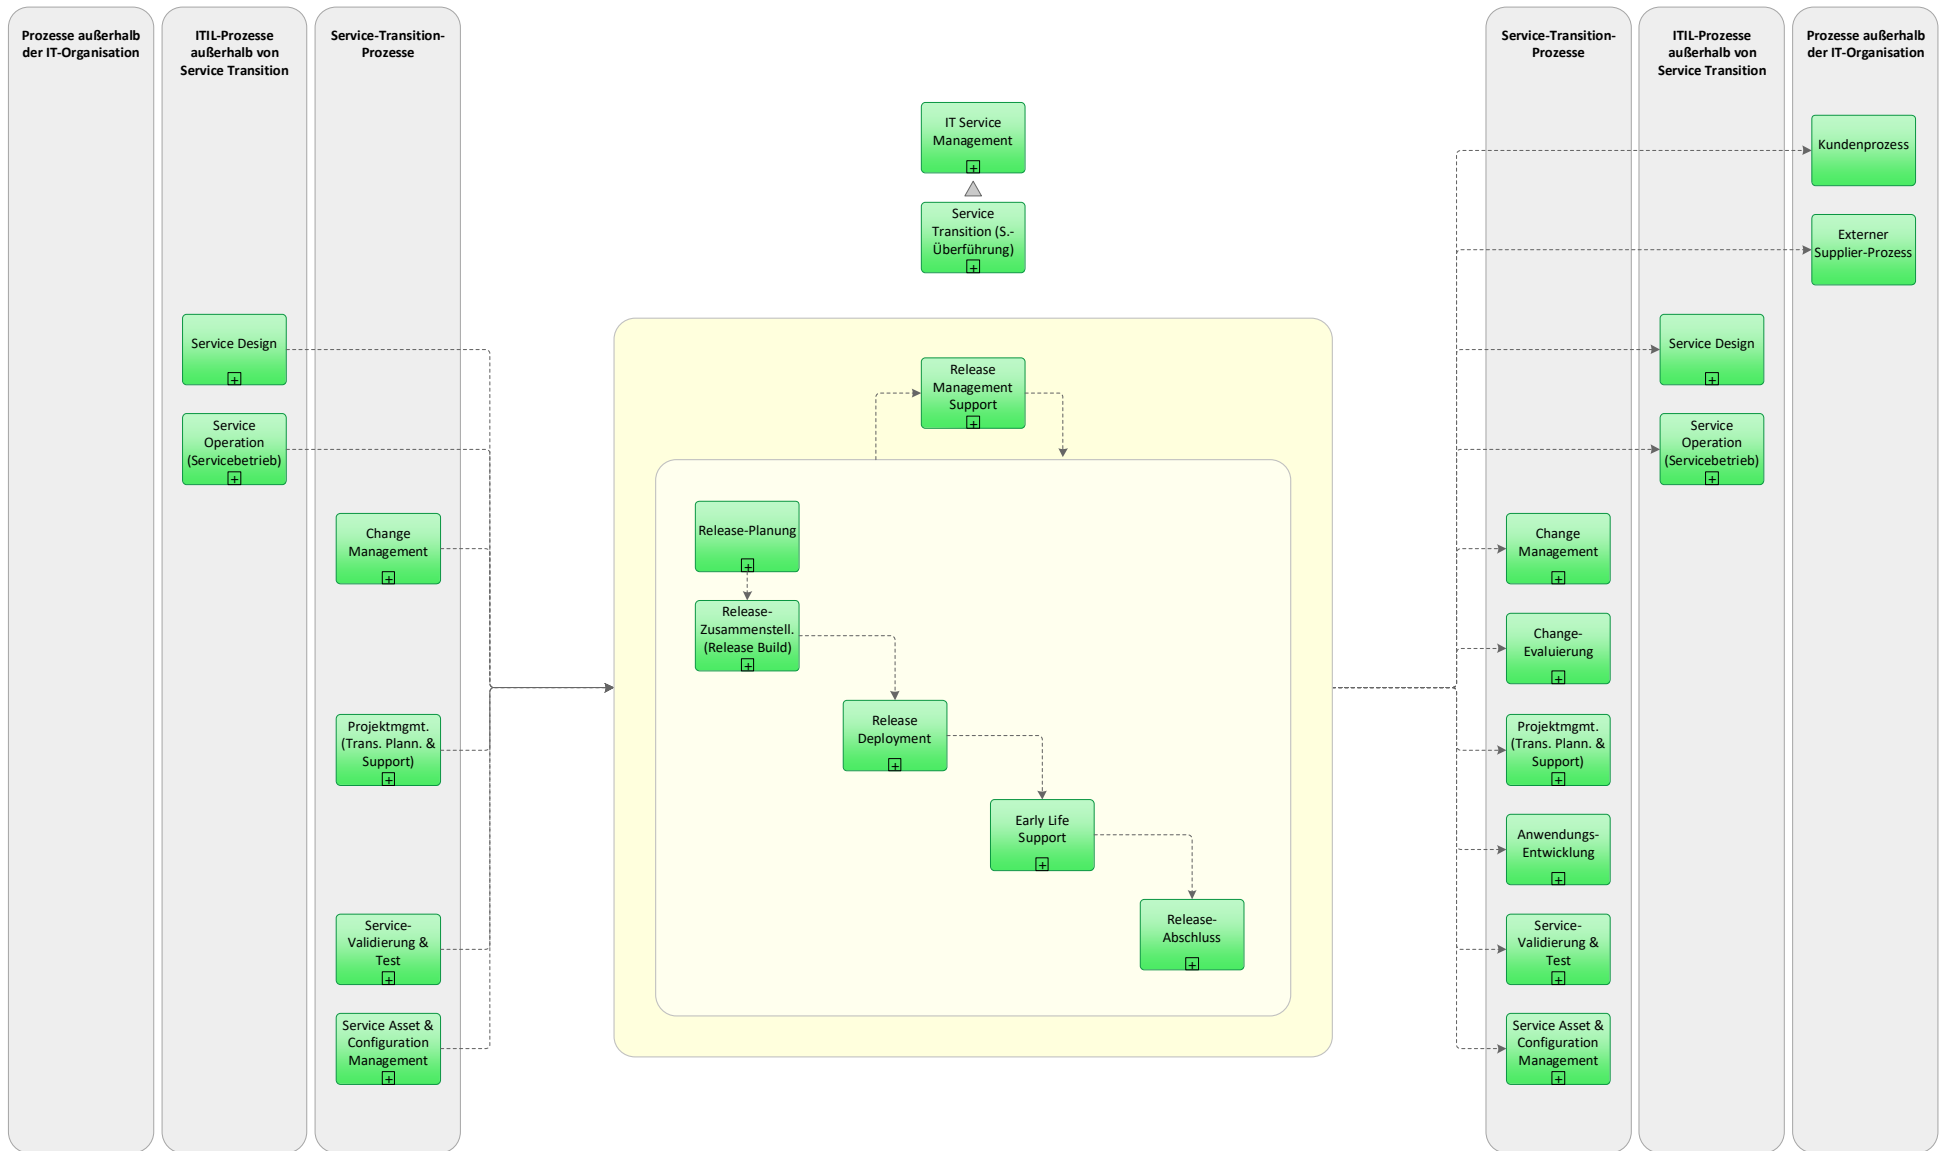 Prozesse außerhalb
der IT-Organisation
ITIL-Prozesse
außerhalb von
Service Transition
Service-Transition-
Prozesse
Service-Transition-
Prozesse
ITIL-Prozesse
außerhalb von
Service Transition
Prozesse außerhalb
der IT-Organisation
IT Service
Management
Service
Transition (S.-
Überführung)
Kundenprozess
Externer
Supplier-Prozess
Service Design
Service
Operation
(Servicebetrieb)
Change
Management
Projektmgmt.
(Trans. Plann. &
Support)
Service-
Validierung &
Test
Service Asset &
Configuration
Management
Release
Management
Support
Release-Planung
Release-
Zusammenstell.
(Release Build)
Release
Deployment
Early Life
Support
Release-
Abschluss
Service Design
Service
Operation
(Servicebetrieb)
Change
Management
Change-
Evaluierung
Projektmgmt.
(Trans. Plann. &
Support)
Anwendungs-
Entwicklung
Service-
Validierung &
Test
Service Asset &
Configuration
Management